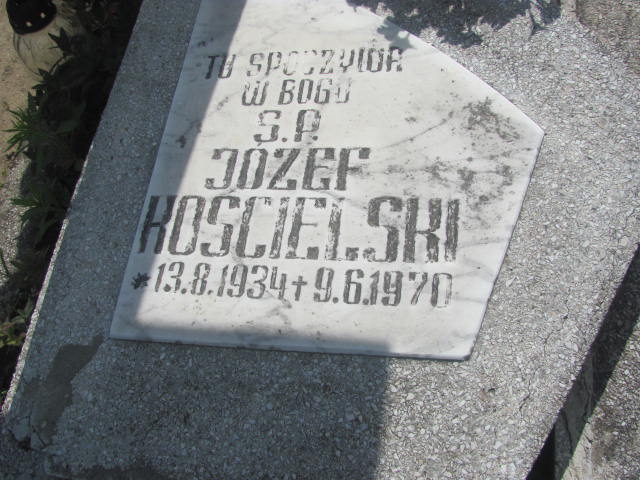 TU SPOCZYWA
W BOGU
Ś.P.
JÓZEF
KOŚCIELSKI
* 13.8.1934 + 9.6.1970